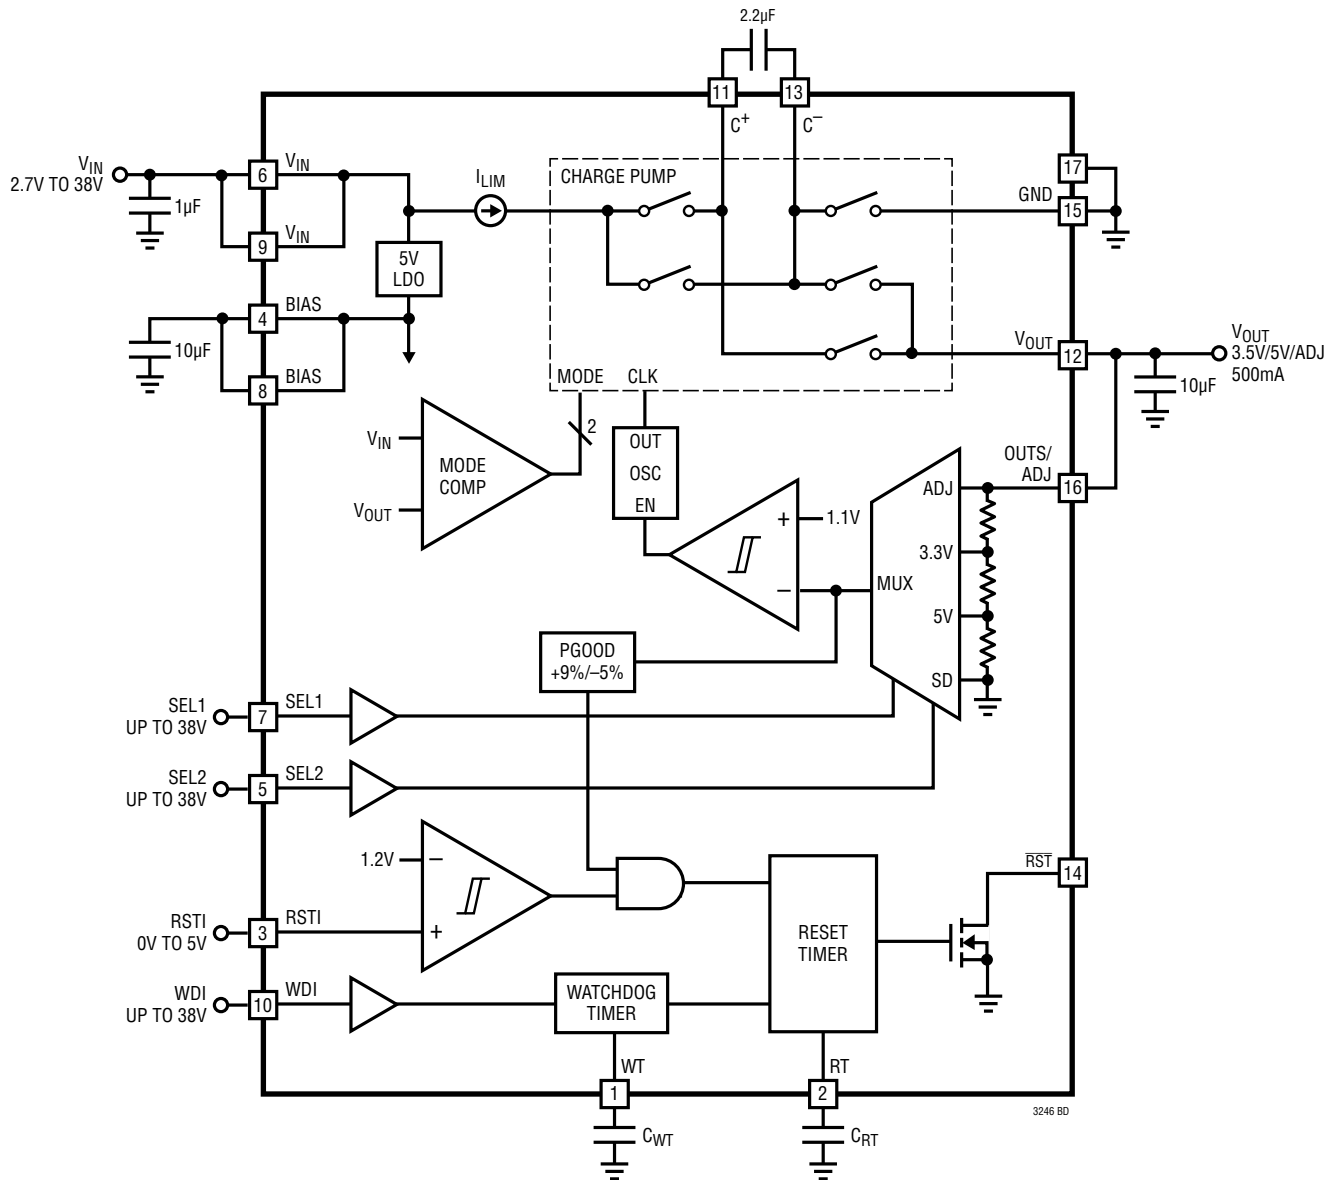 2.2µF
11
13
C+
C–
VIN
2.7V TO 38V
1µF
6
VIN
9
VIN
ILIM
CHARGE PUMP
17
GND
15
5V
LDO
4
BIAS
10µF
8
BIAS
VOUT
12
VOUT
3.5V/5V/ADJ
500mA
10µF
MODE
CLK
2
VIN
VOUT
MODE
COMP
OUT
OSC
EN
+
1.1V
–
MUX
ADJ
3.3V
5V
SD
OUTS/
ADJ
16
PGOOD
+9%/–5%
SEL1
UP TO 38V
7
SEL1
SEL2
UP TO 38V
5
SEL2
1.2V
–
+
RSTI
0V TO 5V
3
RSTI
WDI
UP TO 38V
10
WDI
WATCHDOG
TIMER
RESET
TIMER
RST
14
WT
1
CWT
RT
2
CRT
3246 BD